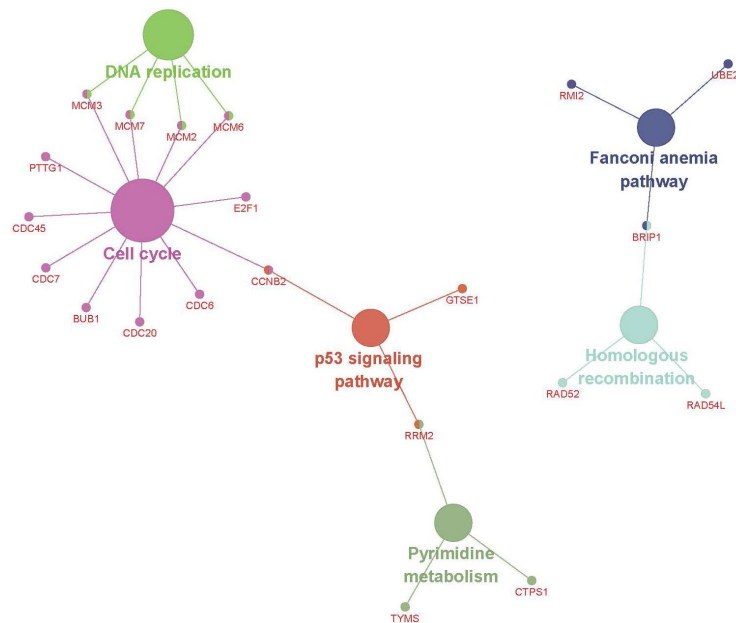 DNA replication
MCM3
MCM7
MCM2
MCM6
PTTG1
E2F1
CDC45
Cell cycle
CDC7
BUB1
CDC20
CDC6
CCNB2
GTSE1
p53 signaling
pathway
RRM2
Pyrimidine
metabolism
TYMS
CTPS1
RMI2
UBE2
Fanconi anemia
pathway
BRIP1
Homologous
recombination
RAD52
RAD54L